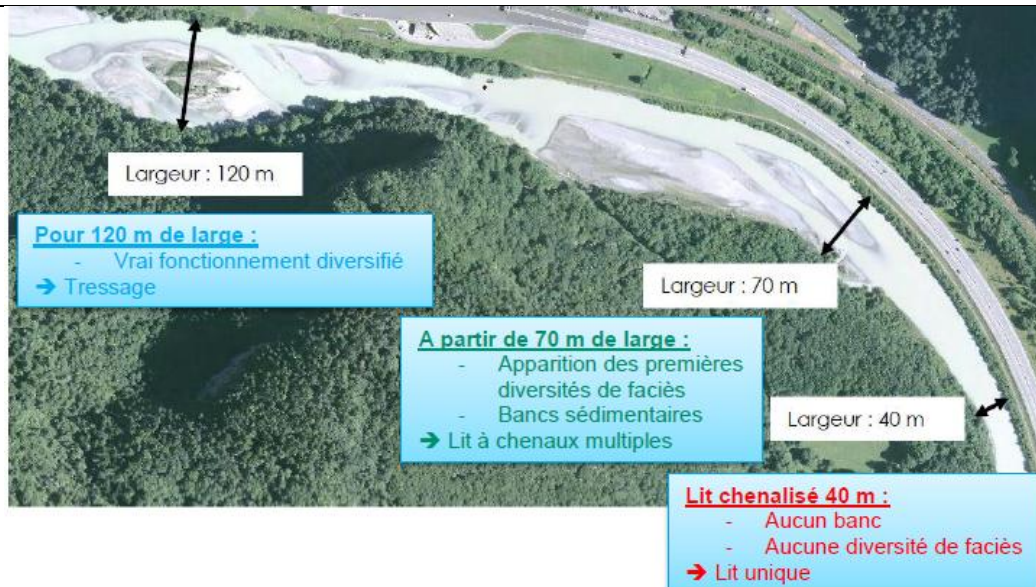 Largeur : 120 m
Pour 120 m de large :
- Vrai fonctionnement diversifié
➔ Tressage
Largeur : 70 m
A partir de 70 m de large :
- Apparition des premières
diversités de faciès
- Bancs sédimentaires
➔ Lit à chenaux multiples
Largeur : 40 m
Lit chenalisé 40 m :
- Aucun banc
- Aucune diversité de faciès
➔ Lit unique